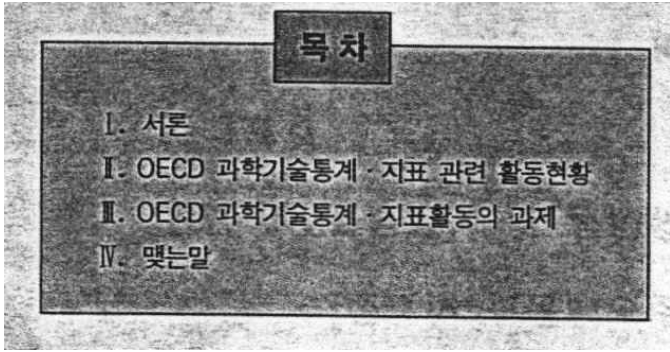 목차
Ⅰ. 서론
Ⅱ. OECD 과학기술통계 · 지표 관련 활동현황
Ⅲ. OECD 과학기술통계 · 지표활동의 과제
Ⅳ. 맺는말